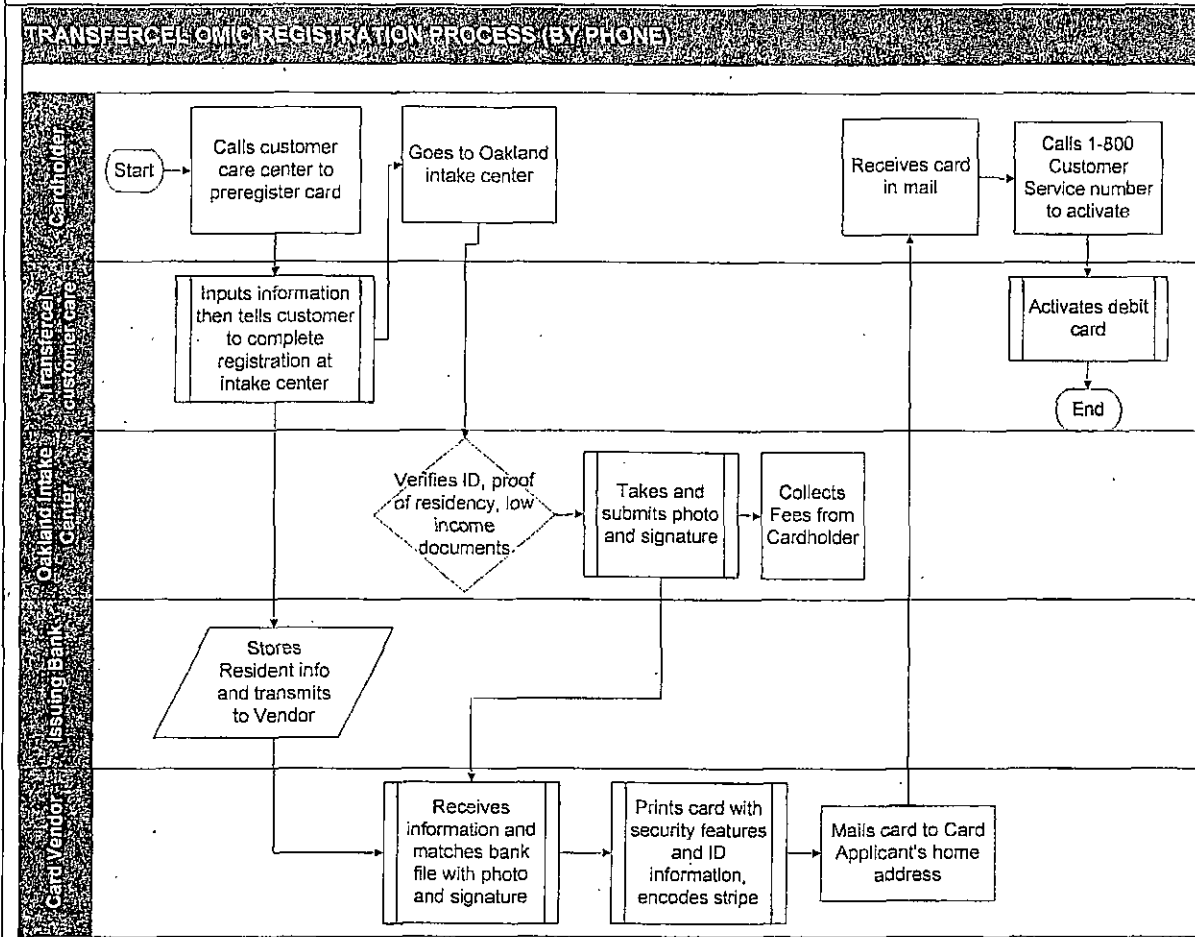 TRANSFERCEL OMIC REGISTRATION PROCESS (BY PHONE)
Cardholder
Start
Calls customer
care center to
preregister card
Goes to Oakland
intake center
Receives card
in mail
Calls 1-800
Customer
Service number
to activate
Transfercel
customer care
Inputs information
then tells customer
to complete
registration at
intake center
Activates debit
card
End
Oakland Intake
Center
Verifies ID, proof
of residency, low
income
documents
Takes and
submits photo
and signature
Collects
Fees from
Cardholder
Issuing Bank
Stores
Resident info
and transmits
to Vendor
Card Vendor
Receives
information and
matches bank
file with photo
and signature
Prints card with
security features
and ID
information,
encodes stripe
Mails card to Card
Applicant's home
address